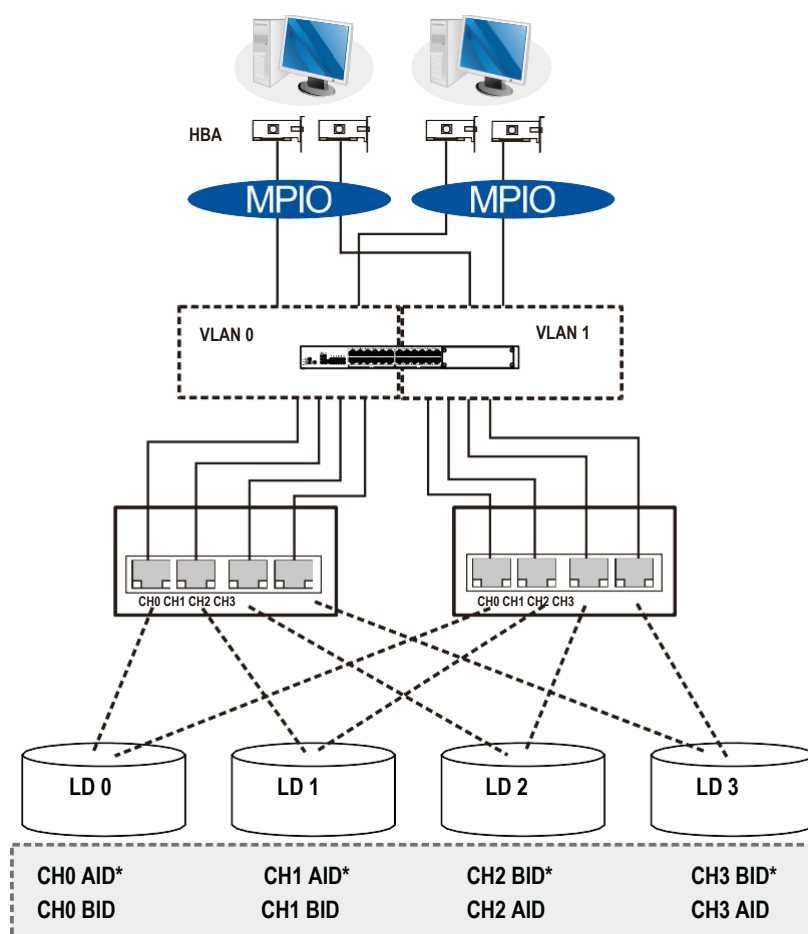 HBA
MPIO MPIO
VLAN 0 VLAN 1
CH0 CH1 CH2 CH3 CH0 CH1 CH2 CH3
LD 0 LD 1 LD 2 LD 3
CH0 AID* CH1 AID* CH2 BID* CH3 BID*
CH0 BID CH1 BID CH2 AID CH3 AID